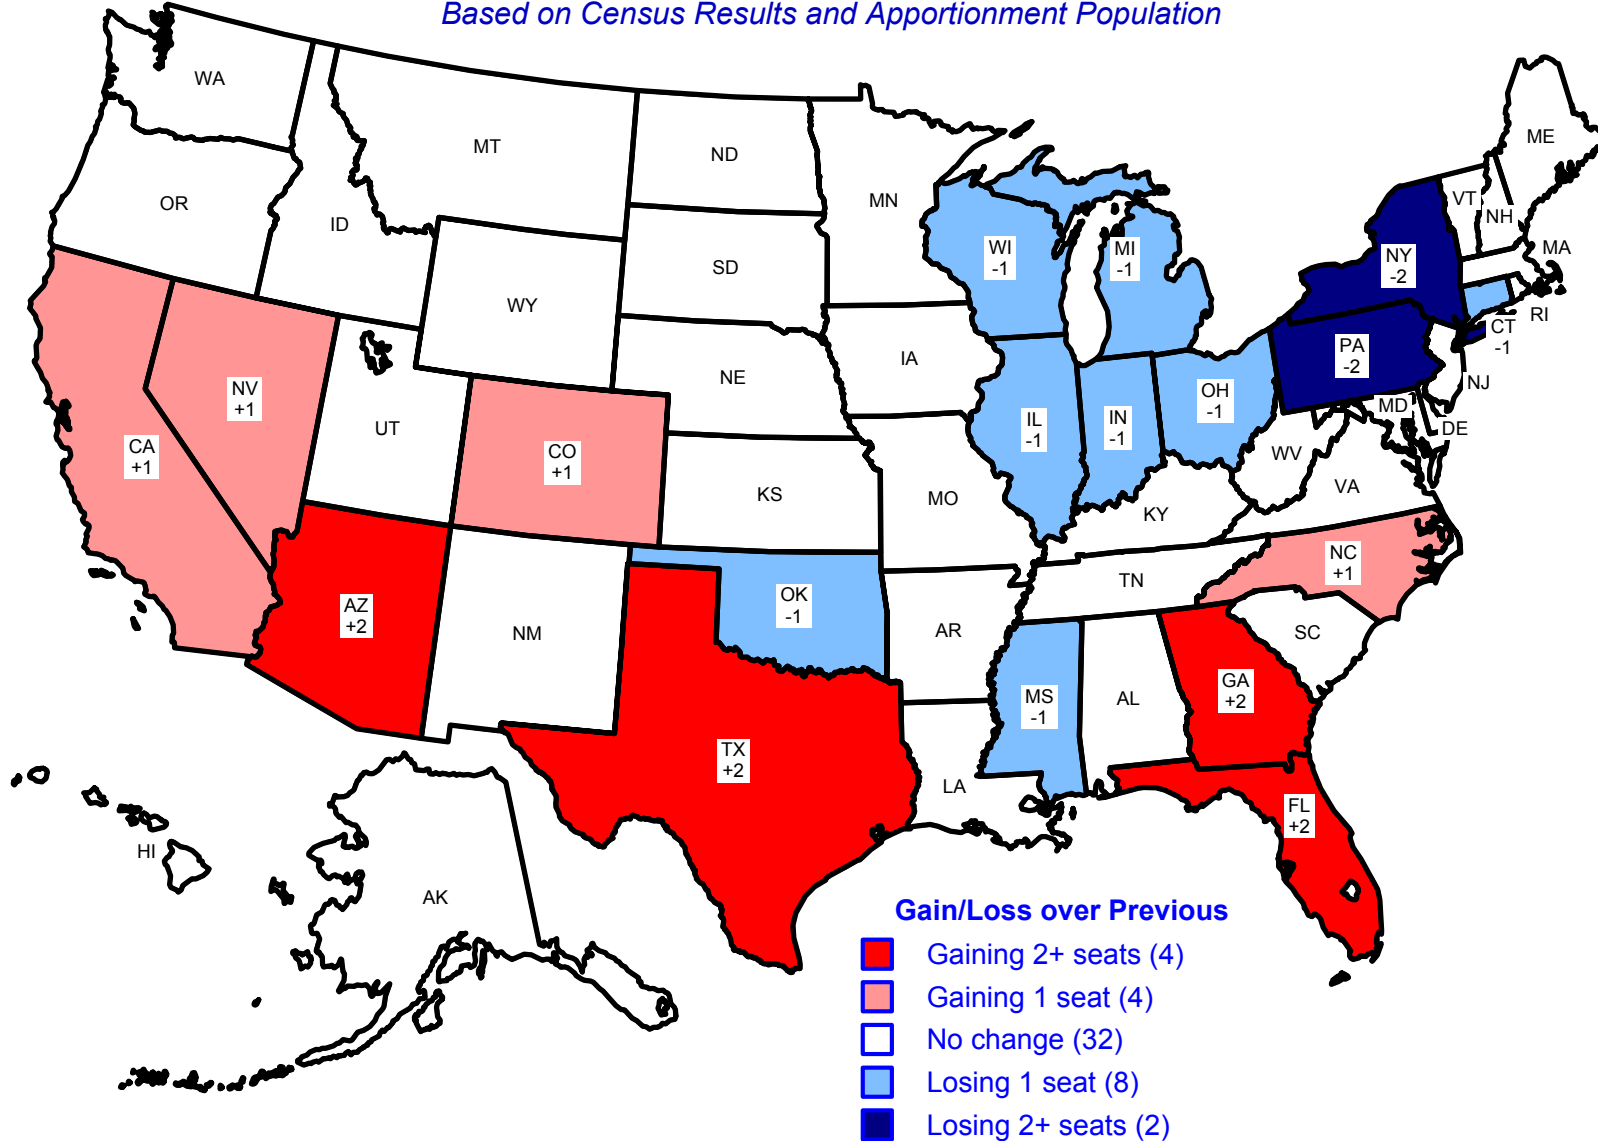 Based on Census Results and Apportionment Population
WA
MT
ND
MN
ME
OR
ID
SD
WI
-1
MI
-1
NY
-2
VT
NH
MA
RI
CT
-1
WY
IA
NE
PA
-2
NJ
NV
+1
UT
CO
+1
IL
-1
IN
-1
OH
-1
MD
DE
CA
+1
KS
MO
WV
VA
KY
AZ
+2
NM
OK
-1
AR
TN
NC
+1
SC
TX
+2
LA
MS
-1
AL
GA
+2
FL
+2
HI
AK
Gain/Loss over Previous
Gaining 2+ seats (4)
Gaining 1 seat (4)
No change (32)
Losing 1 seat (8)
Losing 2+ seats (2)